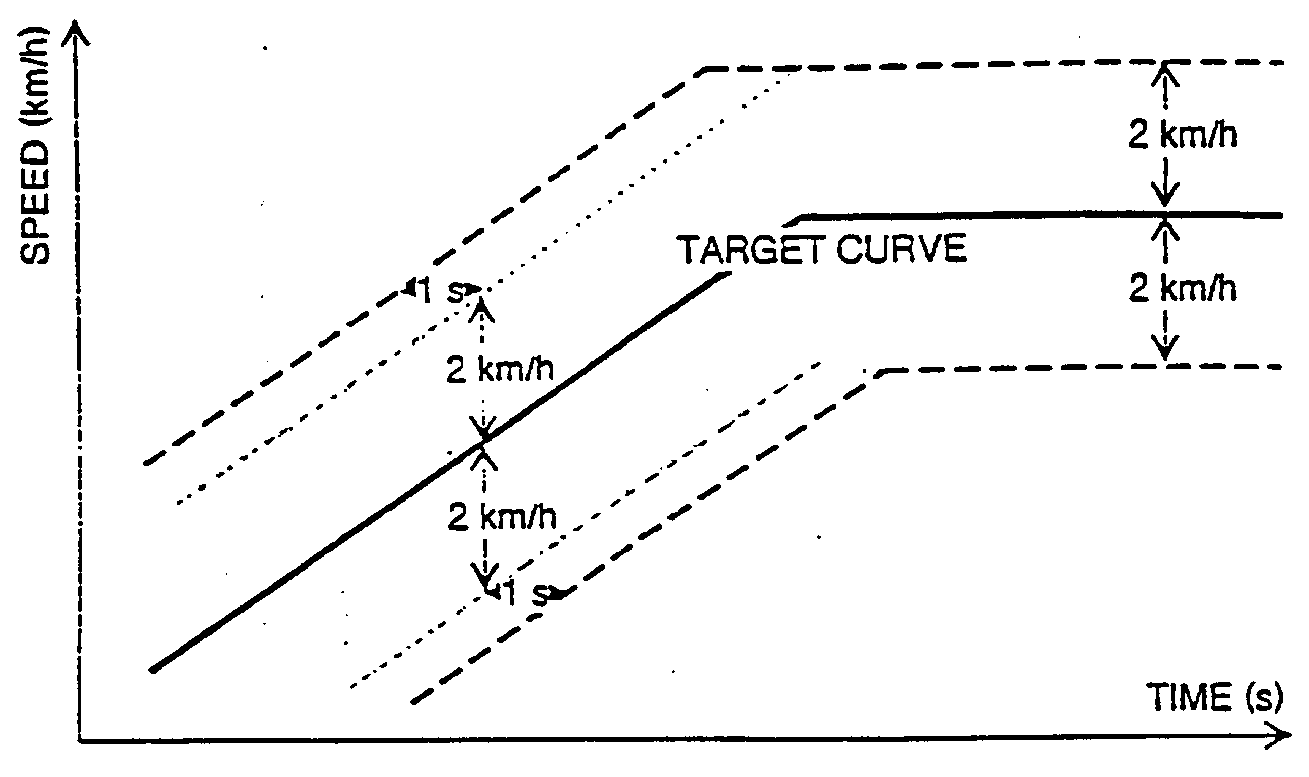 SPEED (km/h)
2 km/h
TARGET CURVE
2 km/h
1 s
2 km/h
2 km/h
1 s
TIME (s)